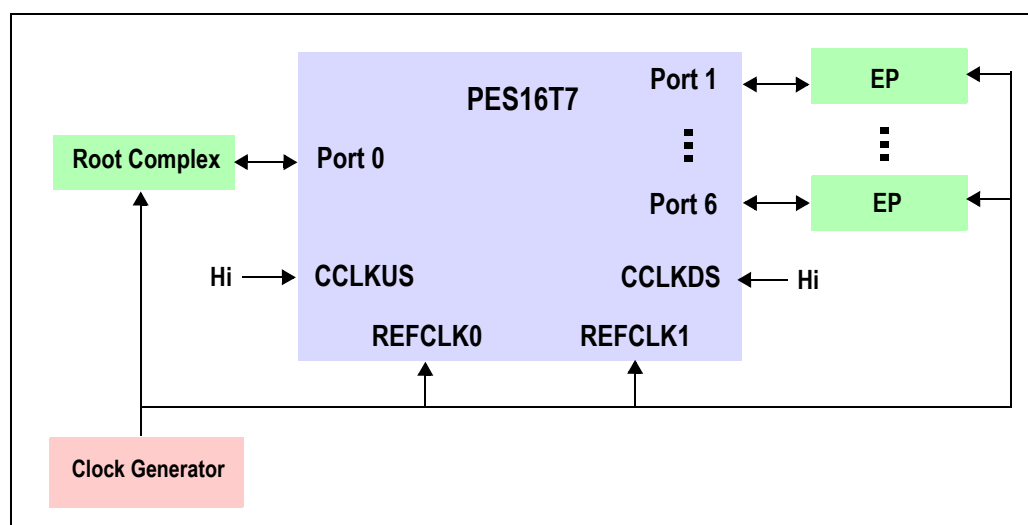 PES16T7
Port 1
EP
Root Complex
Port 0
Port 6
EP
Hi
CCLKUS
CCLKDS
Hi
REFCLK0
REFCLK1
Clock Generator